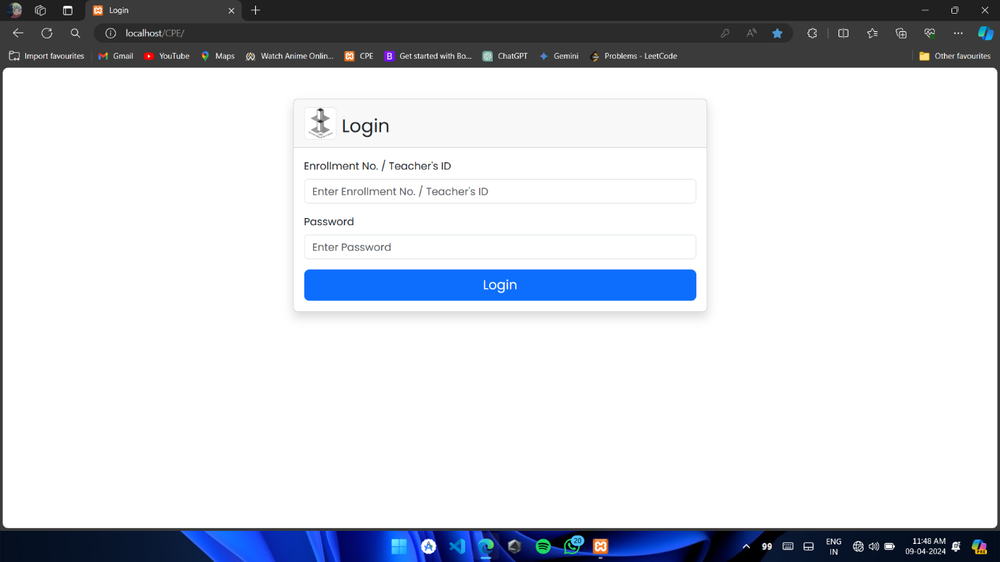 Login
localhost/CPE/
Import favourites
Gmail
YouTube
Maps
Watch Anime Onlin...
CPE
B
Get started with Bo...
ChatGPT
Gemini
Problems - LeetCode
Other favourites
Login
Enrollment No. / Teacher's ID
Enter Enrollment No. / Teacher's ID
Password
Enter Password
Login
20
99
ENG
IN
11:48 AM
09-04-2024
PRE